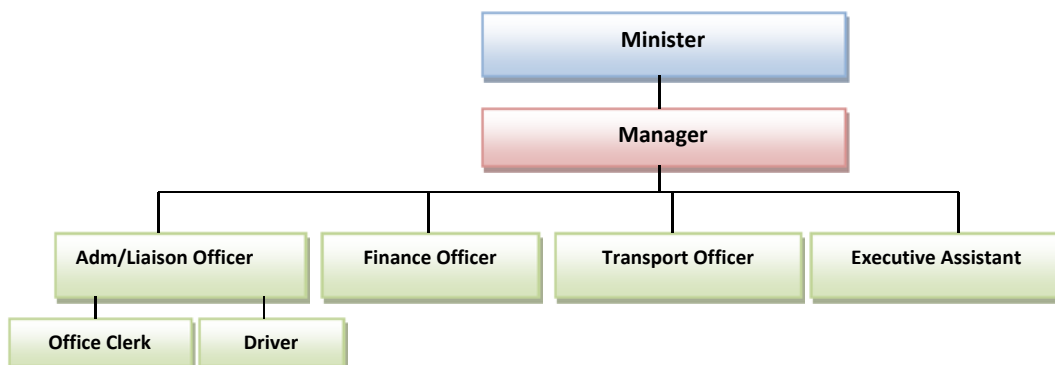 Minister
Manager
Adm/Liaison Officer
Finance Officer
Transport Officer
Executive Assistant
Office Clerk
Driver